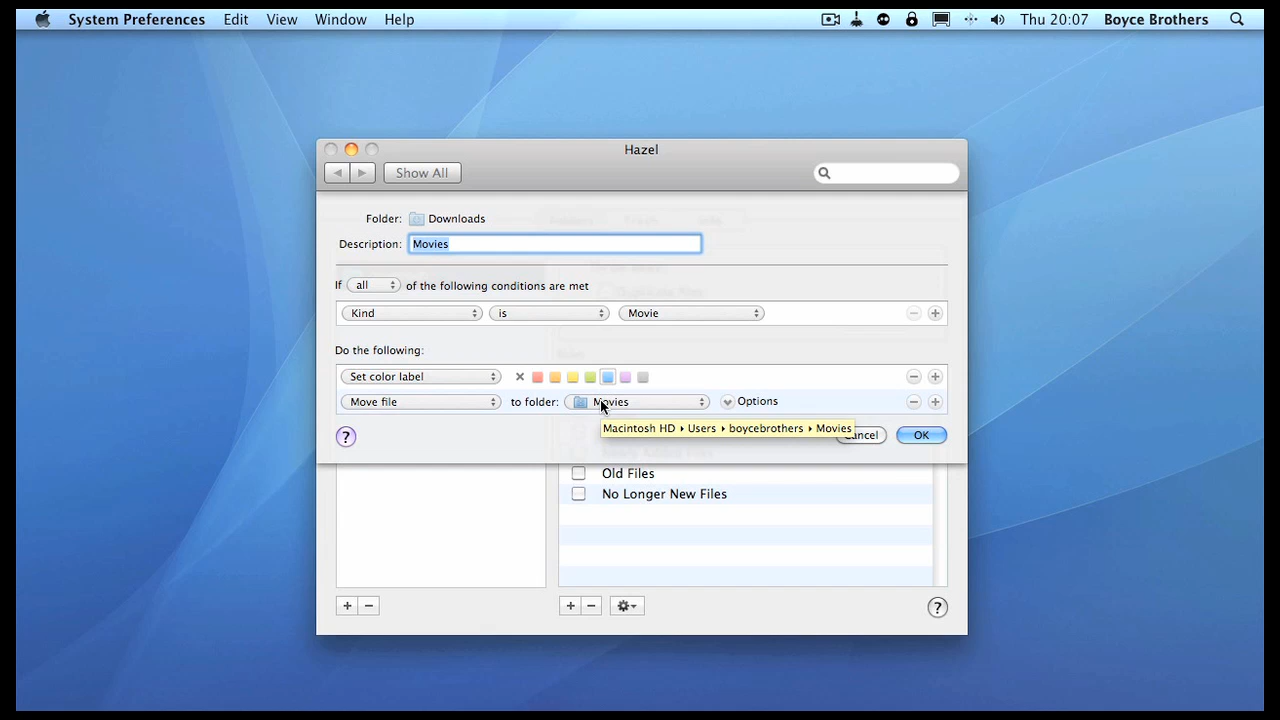 System Preferences Edit View Window Help Thu 20:07 Boyce Brothers
Hazel
Show All
Folder: Downloads
Description: Movies
If all of the following conditions are met
Kind is Movie
Do the following:
Set color label
Move file to folder: Movies Options
Macintosh HD ▸ Users ▸ boycebrothers ▸ Movies
Cancel OK
?
Old Files
No Longer New Files
?